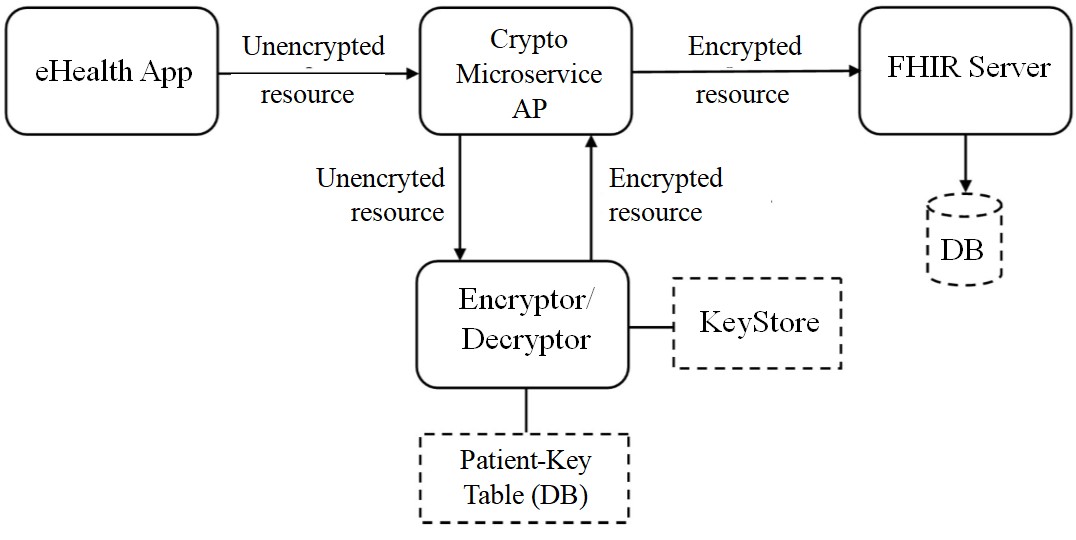 eHealth App
Unencrypted
resource
Crypto
Microservice
AP
Encrypted
resource
FHIR Server
Unencryted
resource
Encrypted
resource
DB
Encryptor/
Decryptor
KeyStore
Patient-Key
Table (DB)